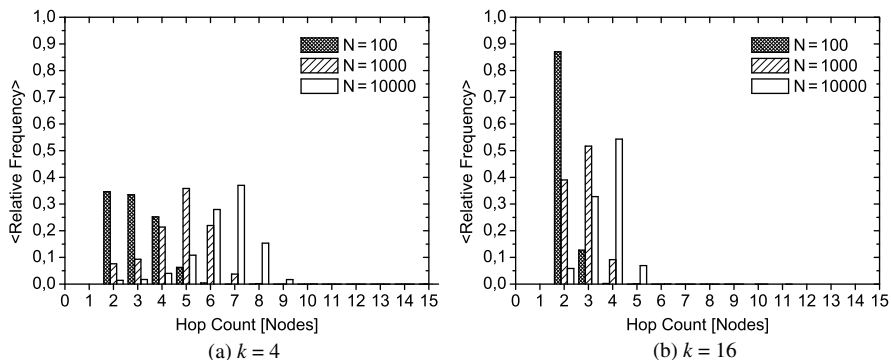 1,0
0,9
0,8
0,7
0,6
0,5
0,4
0,3
0,2
0,1
0,0
<Relative Frequency>
N = 100
N = 1000
N = 10000
0 1 2 3 4 5 6 7 8 9 10 11 12 13 14 15
Hop Count [Nodes]
(a) k = 4
1,0
0,9
0,8
0,7
0,6
0,5
0,4
0,3
0,2
0,1
0,0
<Relative Frequency>
N = 100
N = 1000
N = 10000
0 1 2 3 4 5 6 7 8 9 10 11 12 13 14 15
Hop Count [Nodes]
(b) k = 16